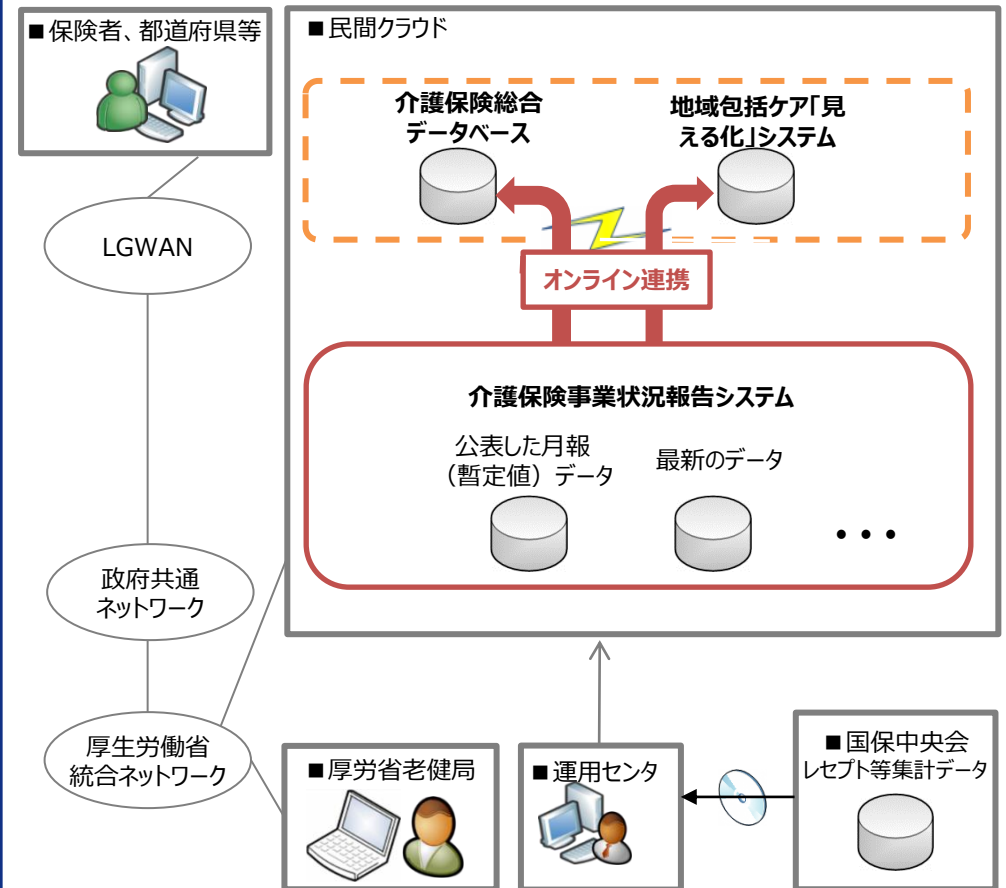 ■保険者、都道府県等
■民間クラウド
介護保険総合
データベース
地域包括ケア「見
える化」システム
LGWAN
オンライン連携
介護保険事業状況報告システム
公表した月報
（暫定値）データ
最新のデータ
・・・
政府共通
ネットワーク
厚生労働省
統合ネットワーク
■厚労省老健局
■運用センタ
■国保中央会
レセプト等集計データ